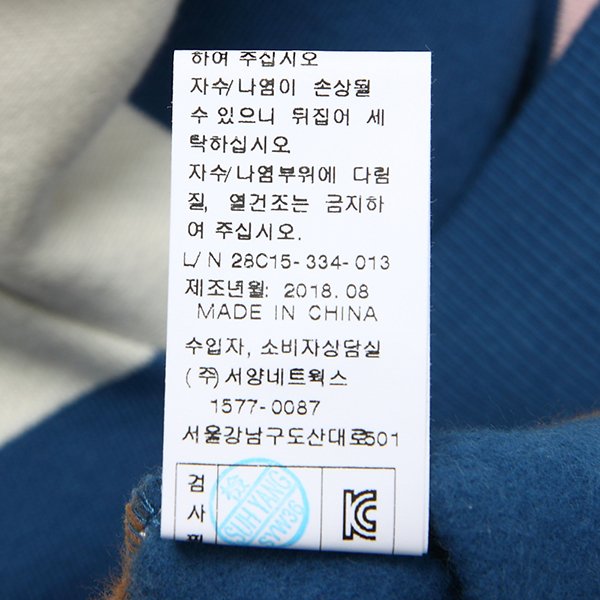 하여 주십시오
자수/나염이 손상될
수 있으니 뒤집어 세
탁하십시오.
자수/나염부위에 다림
질, 열건조는 금지하
여 주십시오.
L/N 28C15-334-013
제조년월: 2018.08
MADE IN CHINA
수입자, 소비자상담실
(주)서양네트웍스
1577-0087
서울강남구도산대로501
검
사
SUH YANG
SYW36
KC